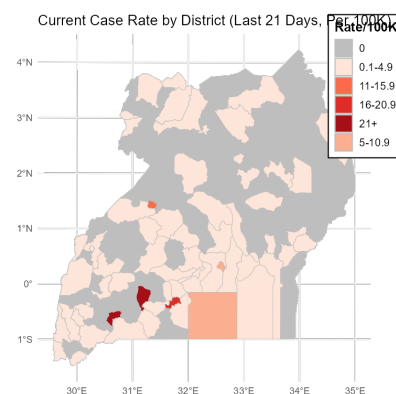 Current Case Rate by District (Last 21 Days, Per 100K)
Rate/100K
0
0.1-4.9
11-15.9
16-20.9
21+
5-10.9
4°N
3°N
2°N
1°N
0°
1°S
30°E 31°E 32°E 33°E 34°E 35°E